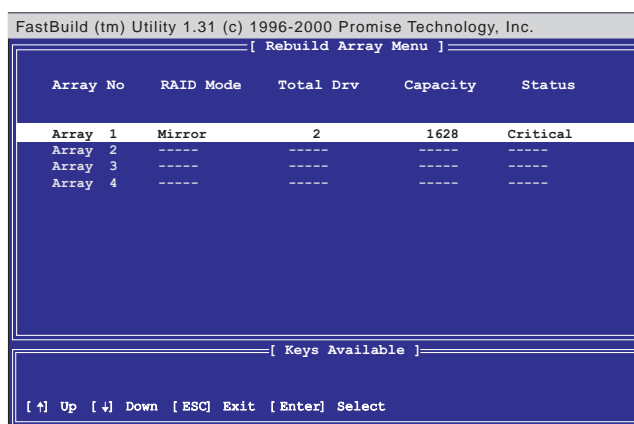 FastBuild (tm) Utility 1.31 (c) 1996-2000 Promise Technology, Inc.
[ Rebuild Array Menu ]
Array No RAID Mode Total Drv Capacity Status
Array 1 Mirror 2 1628 Critical
Array 2 ----- ----- ----- -----
Array 3 ----- ----- ----- -----
Array 4 ----- ----- ----- -----
[ Keys Available ]
[↑] Up [↓] Down [ESC] Exit [Enter] Select